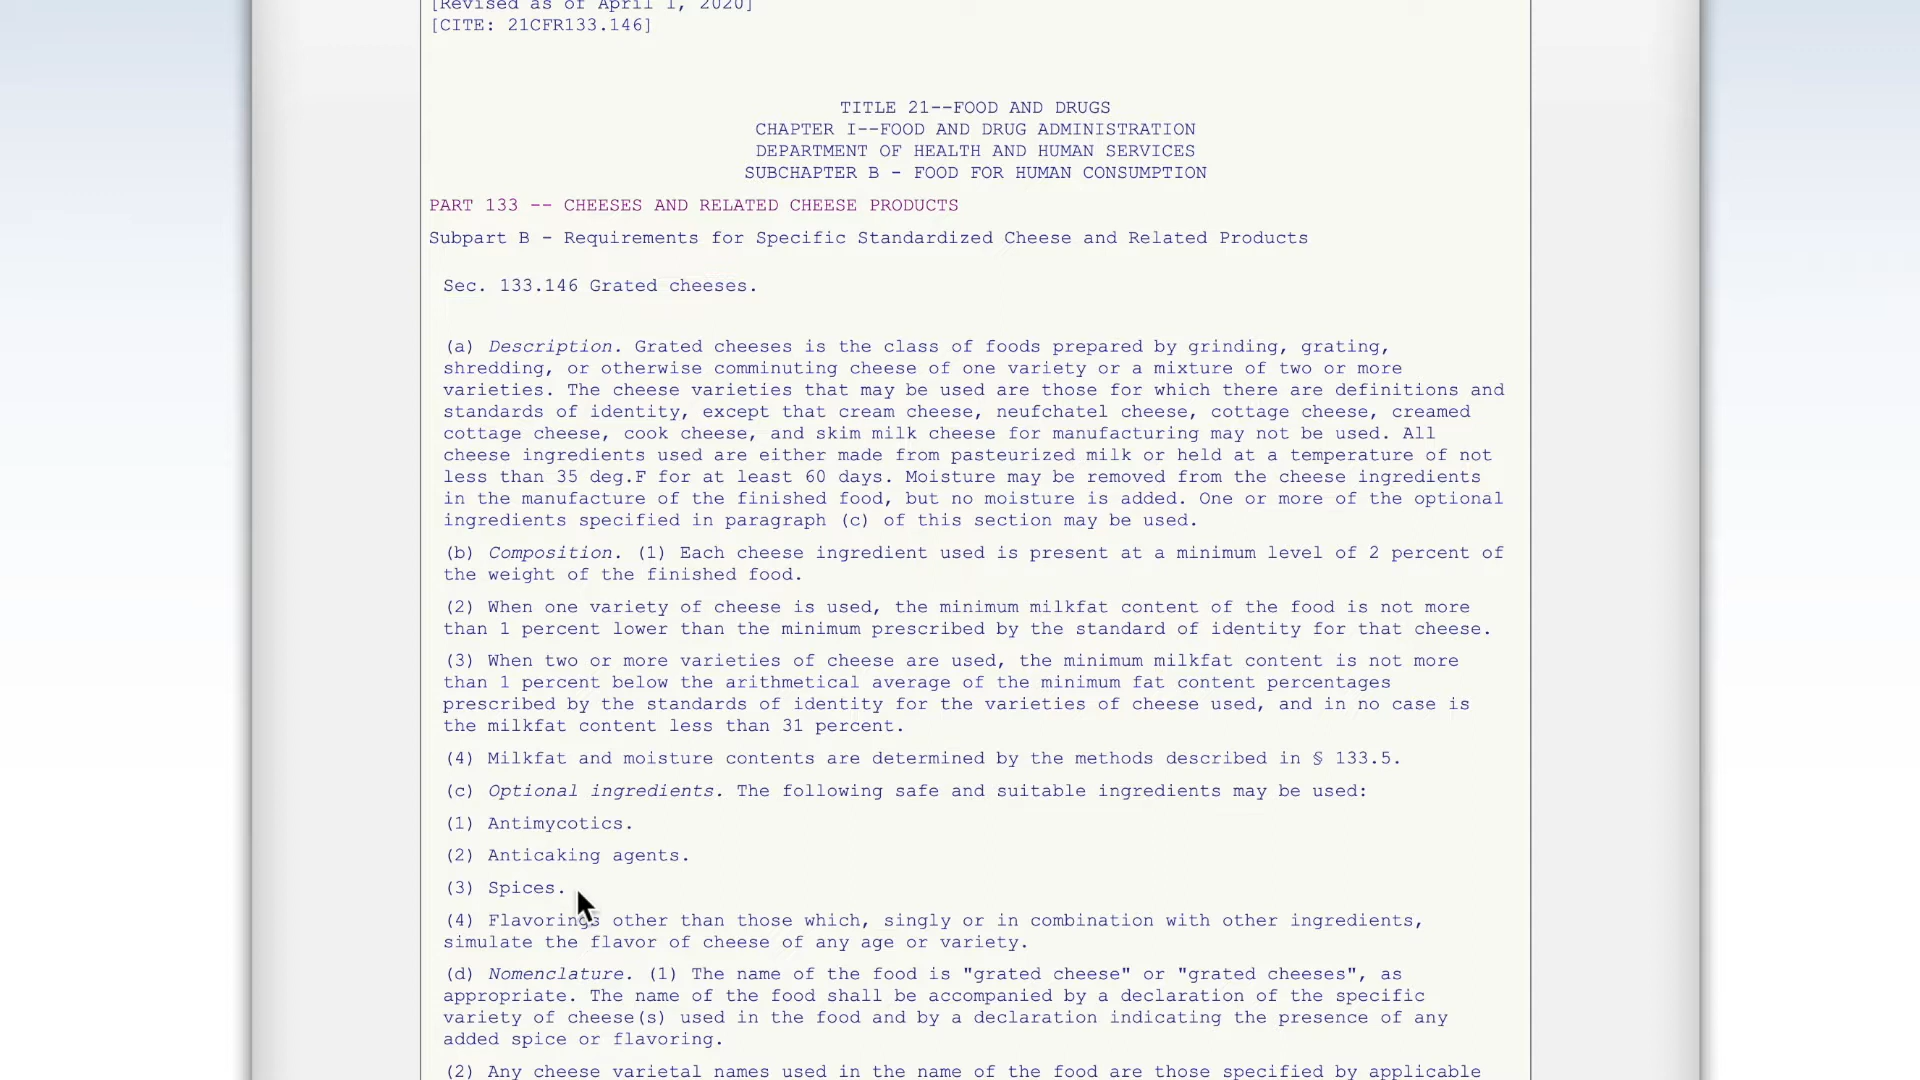 [Revised as of April 1, 2020]
[CITE: 21CFR133.146]
TITLE 21--FOOD AND DRUGS
CHAPTER I--FOOD AND DRUG ADMINISTRATION
DEPARTMENT OF HEALTH AND HUMAN SERVICES
SUBCHAPTER B - FOOD FOR HUMAN CONSUMPTION
PART 133 -- CHEESES AND RELATED CHEESE PRODUCTS
Subpart B - Requirements for Specific Standardized Cheese and Related Products
Sec. 133.146 Grated cheeses.
(a) Description. Grated cheeses is the class of foods prepared by grinding, grating,
shredding, or otherwise comminuting cheese of one variety or a mixture of two or more
varieties. The cheese varieties that may be used are those for which there are definitions and
standards of identity, except that cream cheese, neufchatel cheese, cottage cheese, creamed
cottage cheese, cook cheese, and skim milk cheese for manufacturing may not be used. All
cheese ingredients used are either made from pasteurized milk or held at a temperature of not
less than 35 deg.F for at least 60 days. Moisture may be removed from the cheese ingredients
in the manufacture of the finished food, but no moisture is added. One or more of the optional
ingredients specified in paragraph (c) of this section may be used.
(b) Composition. (1) Each cheese ingredient used is present at a minimum level of 2 percent of
the weight of the finished food.
(2) When one variety of cheese is used, the minimum milkfat content of the food is not more
than 1 percent lower than the minimum prescribed by the standard of identity for that cheese.
(3) When two or more varieties of cheese are used, the minimum milkfat content is not more
than 1 percent below the arithmetical average of the minimum fat content percentages
prescribed by the standards of identity for the varieties of cheese used, and in no case is
the milkfat content less than 31 percent.
(4) Milkfat and moisture contents are determined by the methods described in § 133.5.
(c) Optional ingredients. The following safe and suitable ingredients may be used:
(1) Antimycotics.
(2) Anticaking agents.
(3) Spices.
(4) Flavorings other than those which, singly or in combination with other ingredients,
simulate the flavor of cheese of any age or variety.
(d) Nomenclature. (1) The name of the food is "grated cheese" or "grated cheeses", as
appropriate. The name of the food shall be accompanied by a declaration of the specific
variety of cheese(s) used in the food and by a declaration indicating the presence of any
added spice or flavoring.
(2) Any cheese varietal names used in the name of the food are those specified by applicable